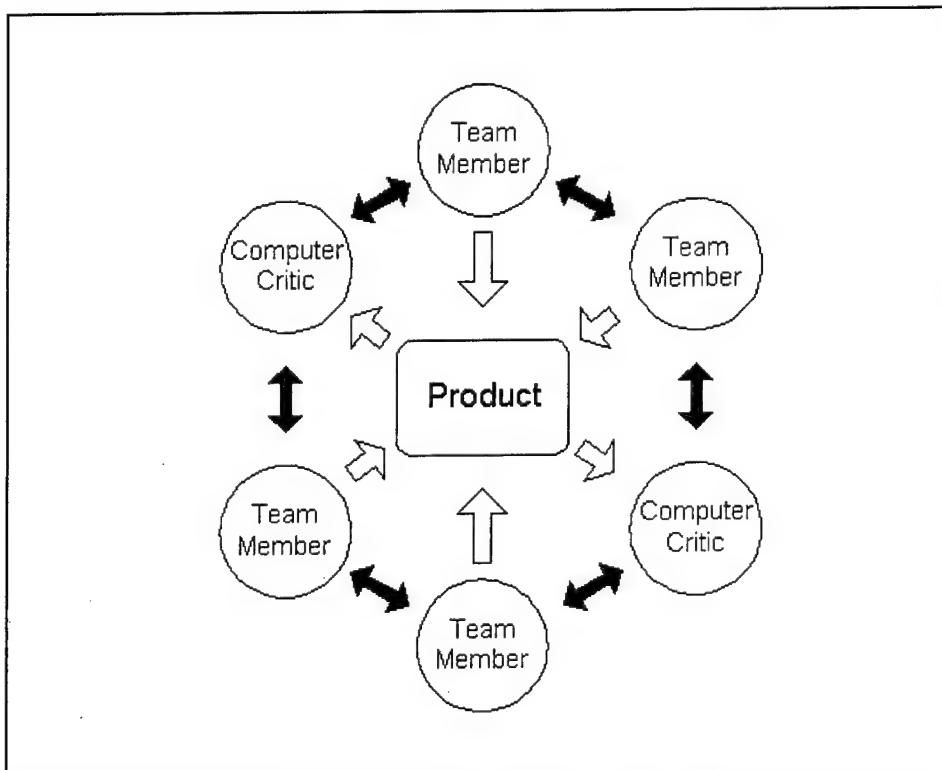 Team
Member
Computer
Critic
Team
Member
Product
Team
Member
Computer
Critic
Team
Member